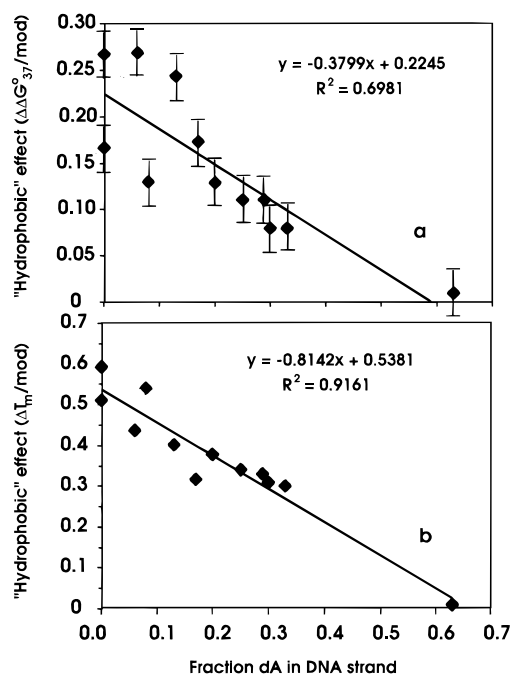 "Hydrophobic" effect (ΔΔG°37/mod)
0.30
0.25
0.20
0.15
0.10
0.05
0
y = -0.3799x + 0.2245
R² = 0.6981
a
"Hydrophobic" effect (ΔTm/mod)
0.7
0.6
0.5
0.4
0.3
0.2
0.1
0
y = -0.8142x + 0.5381
R² = 0.9161
b
0.0 0.1 0.2 0.3 0.4 0.5 0.6 0.7
Fraction dA in DNA strand